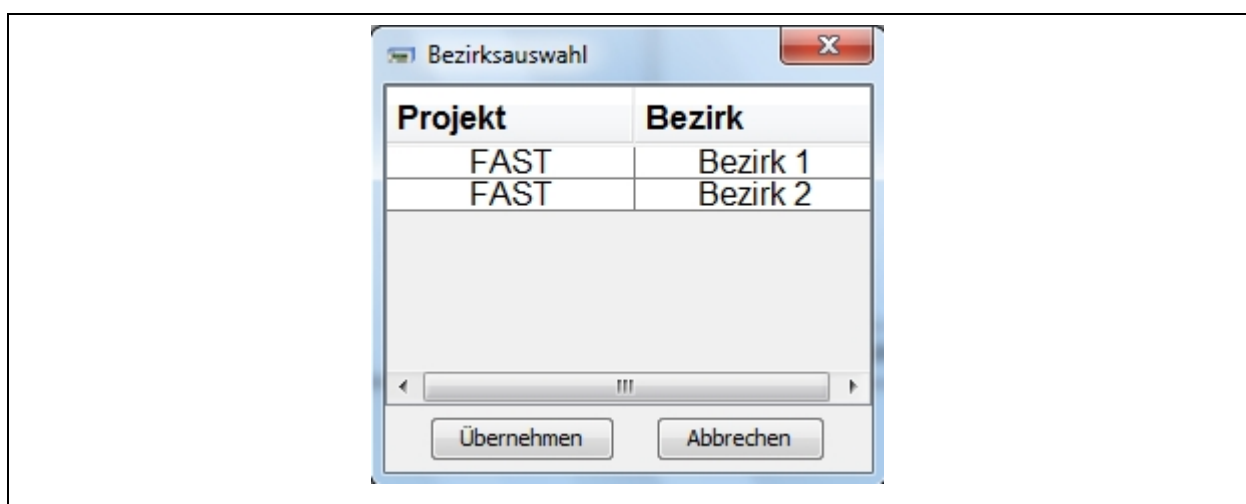 Bezirksauswahl
Projekt Bezirk
FAST Bezirk 1
FAST Bezirk 2
Übernehmen Abbrechen